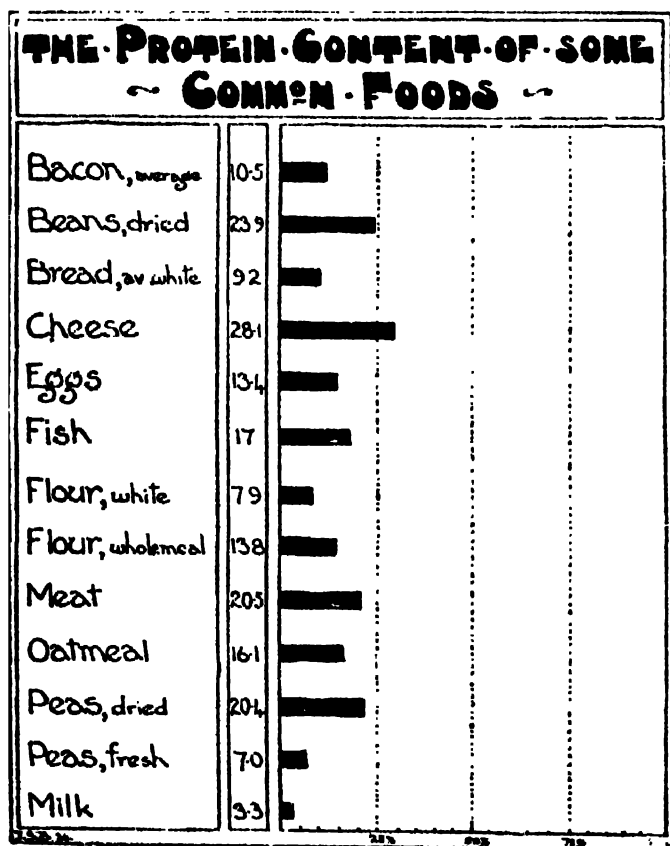 THE·PROTEIN·CONTENT·OF·SOME
~ COMMON·FOODS ~
Bacon, average 10·5
Beans, dried 23·9
Bread, av white 9·2
Cheese 28·1
Eggs 13·4
Fish 17
Flour, white 7·9
Flour, wholemeal 13·8
Meat 20·5
Oatmeal 16·1
Peas, dried 20·4
Peas, fresh 7·0
Milk 3·3